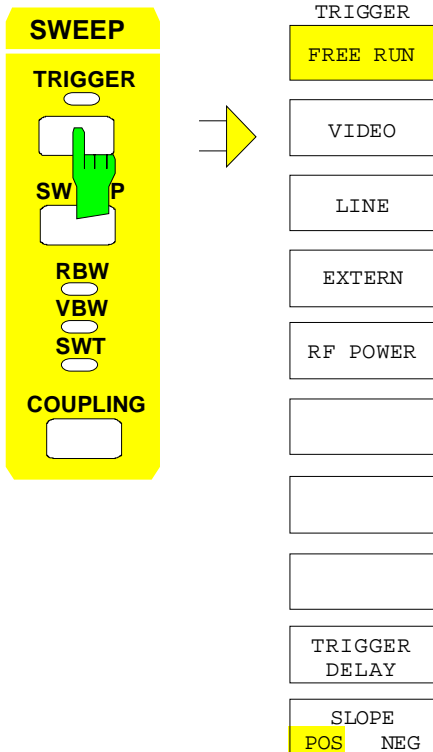 SWEEP
TRIGGER
SW P
RBW
VBW
SWT
COUPLING
TRIGGER
FREE RUN
VIDEO
LINE
EXTERN
RF POWER
TRIGGER
DELAY
SLOPE
POS NEG